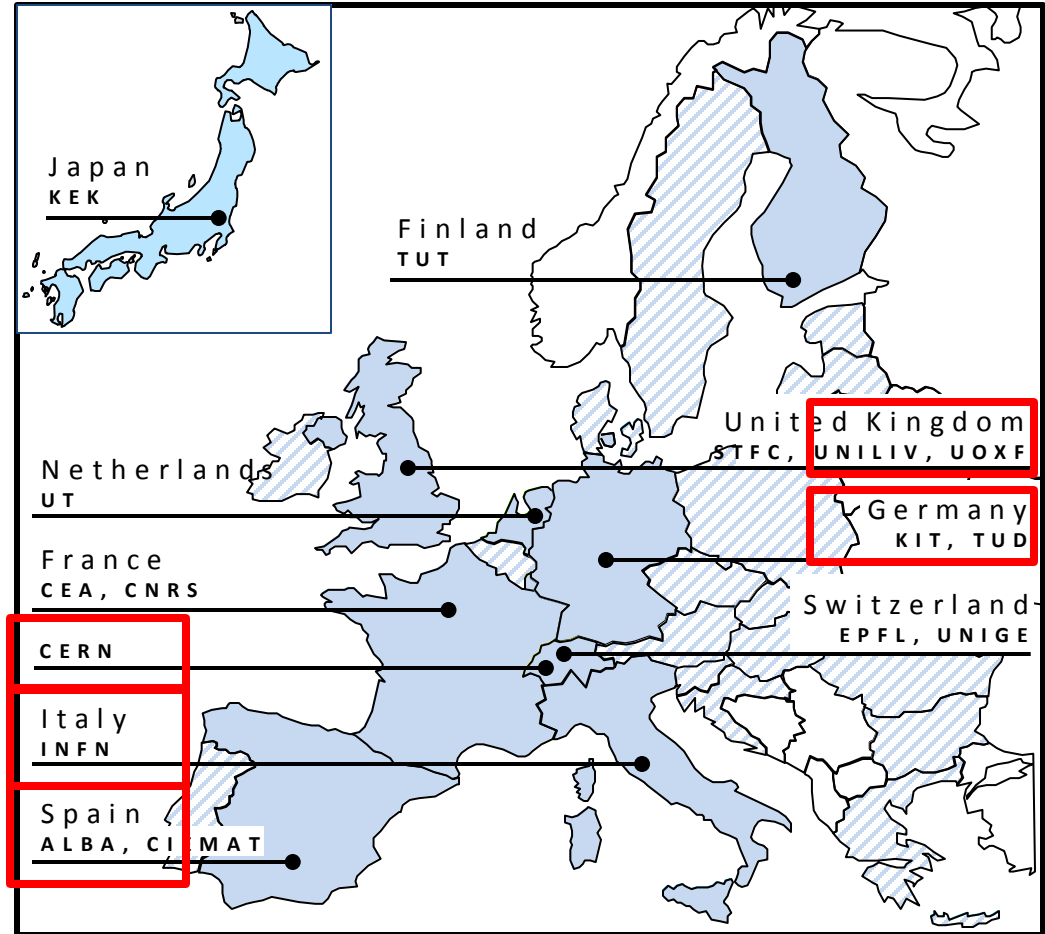 Japan
KEK
Finland
TUT
United Kingdom
STFC, UNILIV, UOXF
Netherlands
UT
Germany
KIT, TUD
France
CEA, CNRS
Switzerland
EPFL, UNIGE
CERN
Italy
INFN
Spain
ALBA, CIEMAT